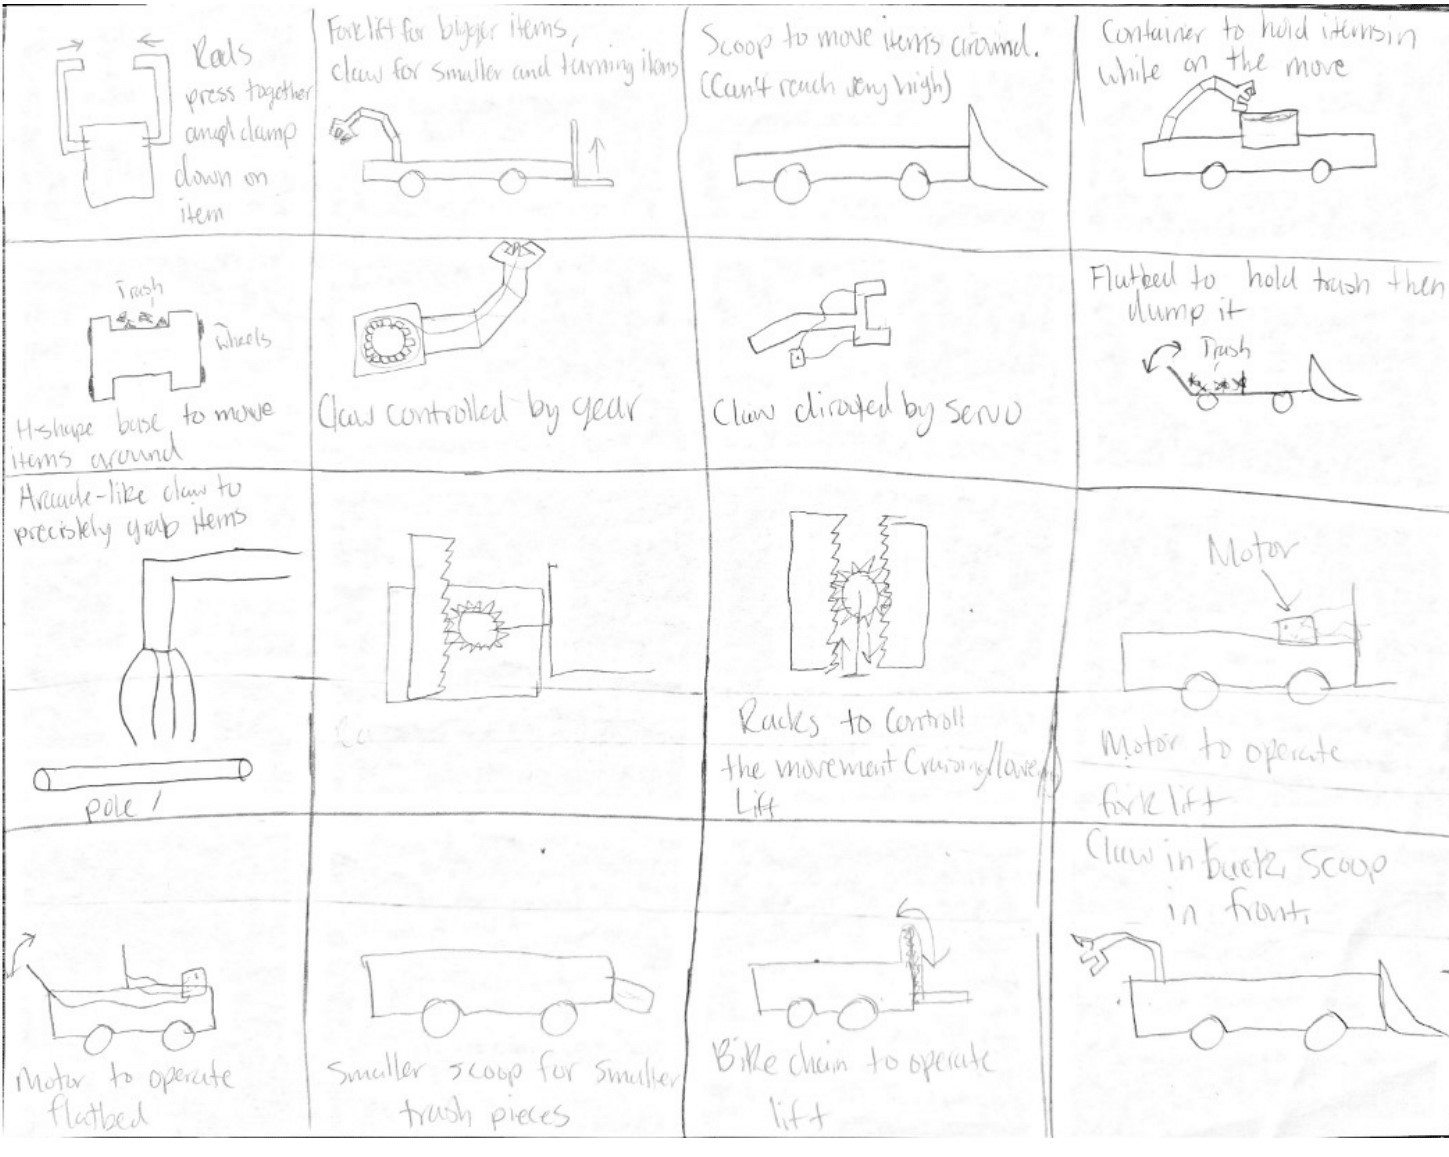 Rods
press together
and clamp
down on
item
Forklift for bigger items,
claw for smaller and turning items
Scoop to move items around.
(Can't reach very high)
Container to hold items in
while on the move
Trash
Wheels
H-shape base to move
items around
Claw controlled by gear
Claw directed by servo
Flatbed to hold trash then
dump it
Trash
Arcade-like claw to
precisely grab items
pole
Racks to controll
the movement (raising/lowering)
Lift
Motor
Motor to operate
fork lift
Motor to operate
flatbed
Smaller scoop for smaller
trash pieces
Bike chain to operate
lift
Claw in back, scoop
in front,